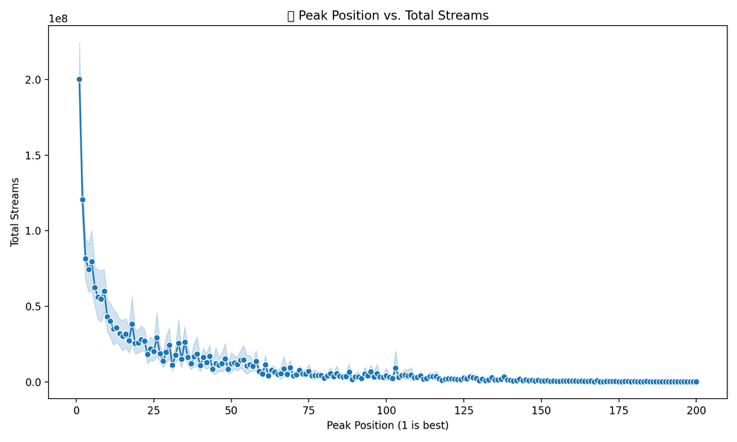 Peak Position vs. Total Streams
1e8
2.0
1.5
1.0
0.5
0.0
Total Streams
0 25 50 75 100 125 150 175 200
Peak Position (1 is best)